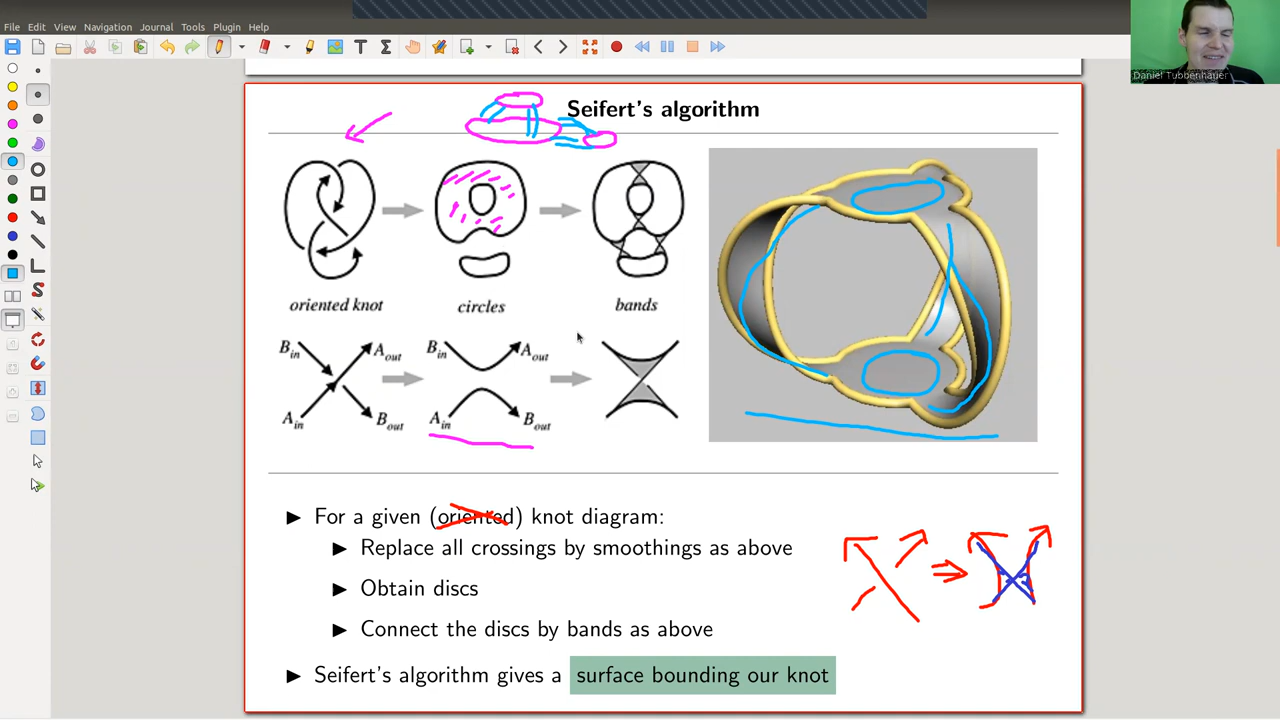 File Edit View Navigation Journal Tools Plugin Help
Daniel Tubbenhauer
Seifert's algorithm
oriented knot circles bands
B_in A_out B_in A_out
A_in B_out A_in B_out
► For a given (oriented) knot diagram:
► Replace all crossings by smoothings as above
► Obtain discs
► Connect the discs by bands as above
► Seifert's algorithm gives a surface bounding our knot